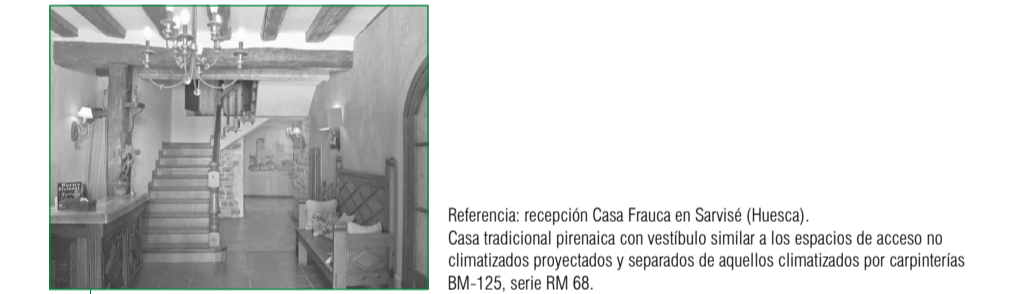 Referencia: recepción Casa Frauca en Sarvisé (Huesca).
Casa tradicional pirenaica con vestíbulo similar a los espacios de acceso no
climatizados proyectados y separados de aquellos climatizados por carpinterías
BM-125, serie RM 68.